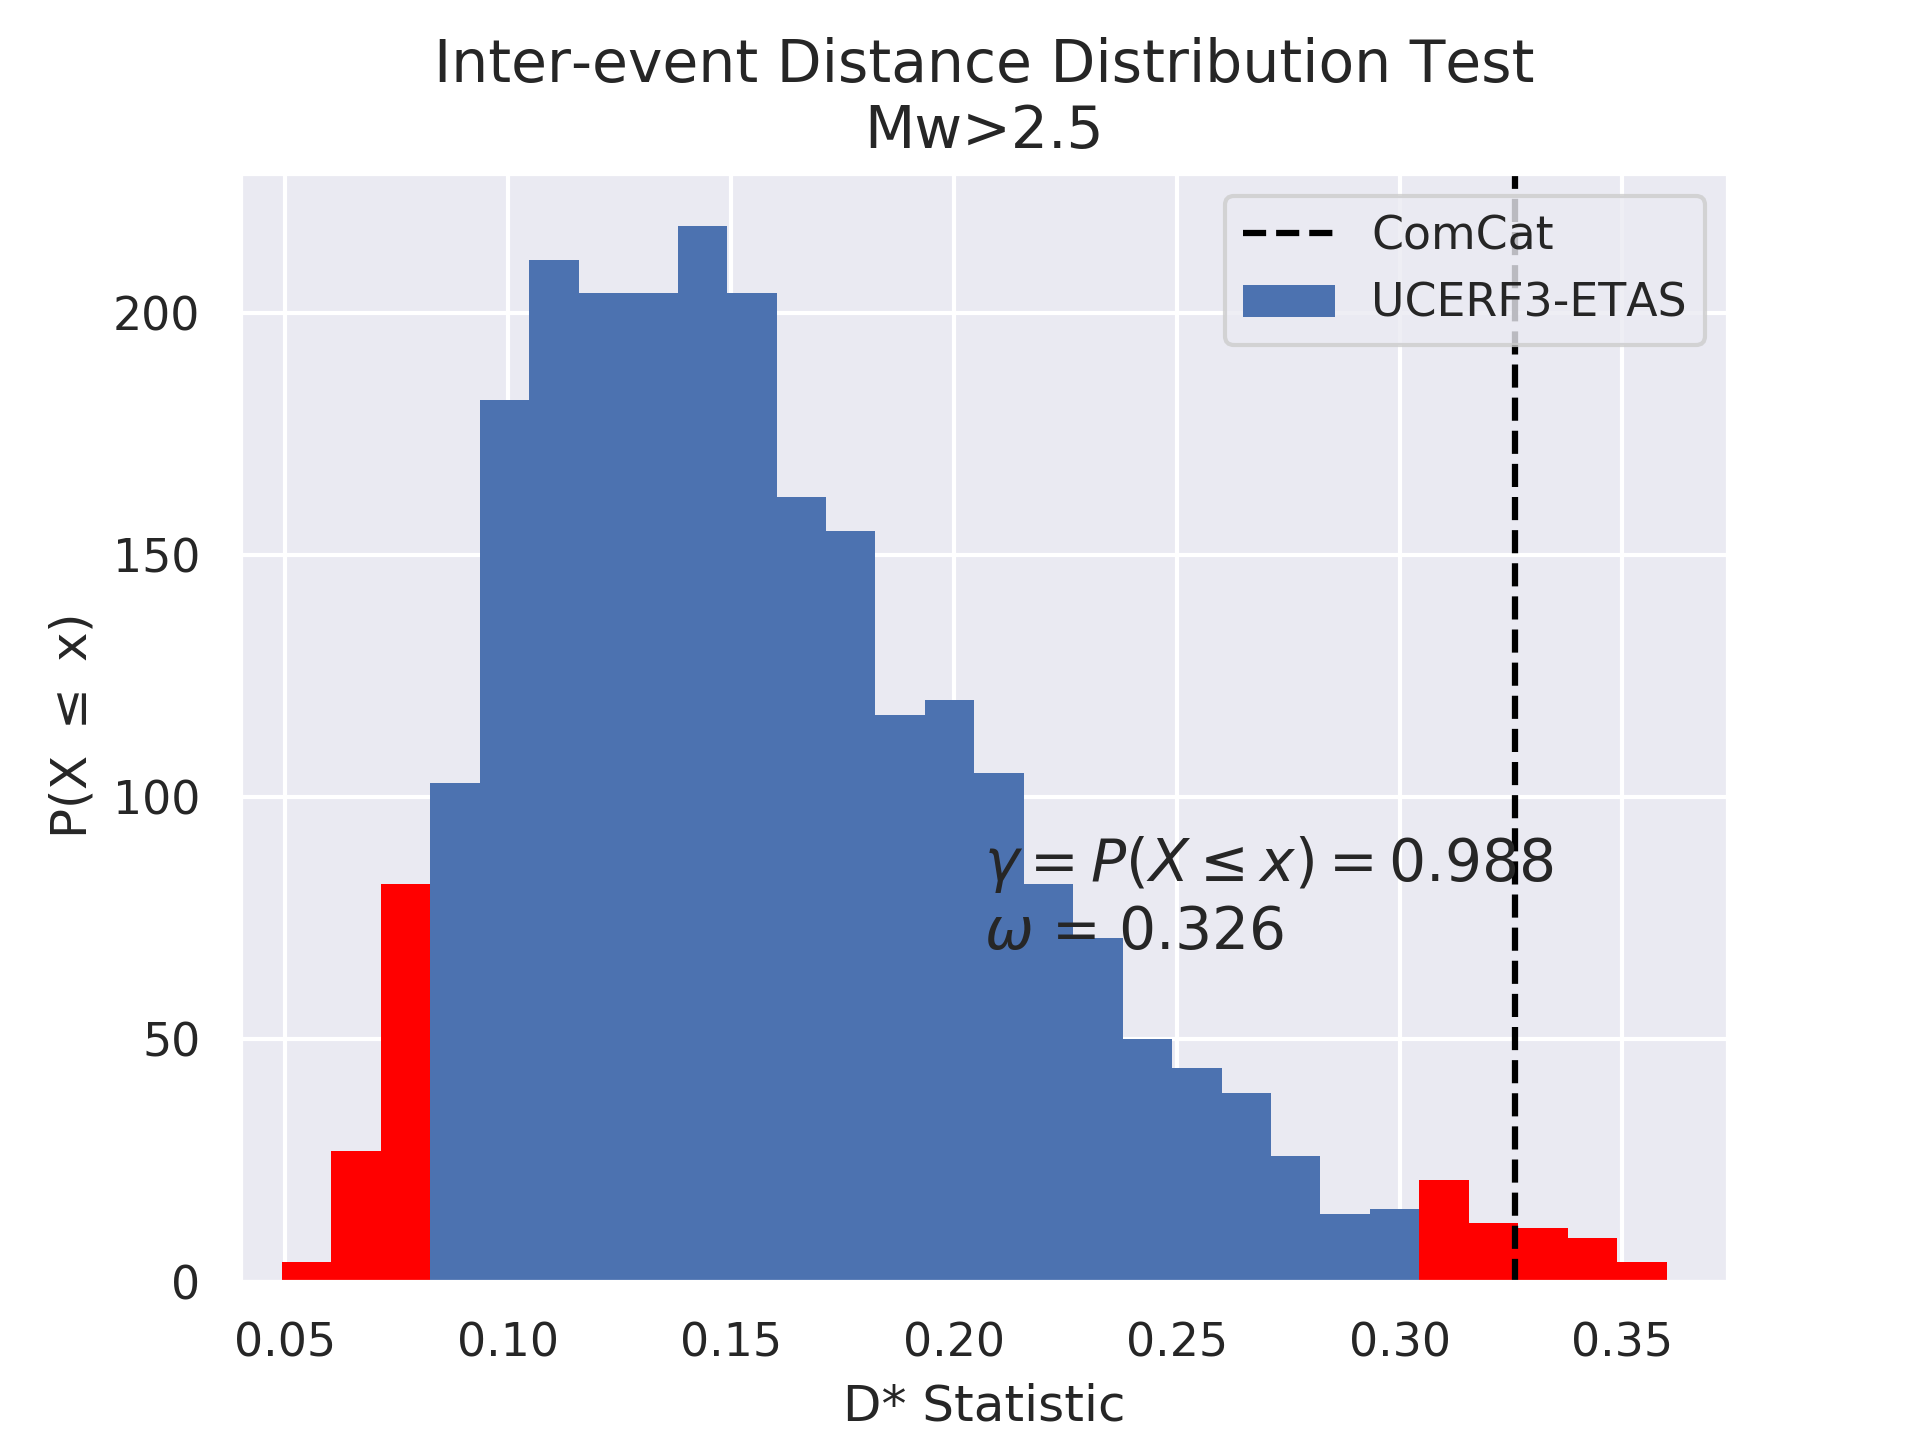 Inter-event Distance Distribution Test
Mw>2.5
ComCat
UCERF3-ETAS
P(X ≤ x)
200
150
100
50
0
γ = P(X ≤ x) = 0.988
ω = 0.326
0.05 0.10 0.15 0.20 0.25 0.30 0.35
D* Statistic